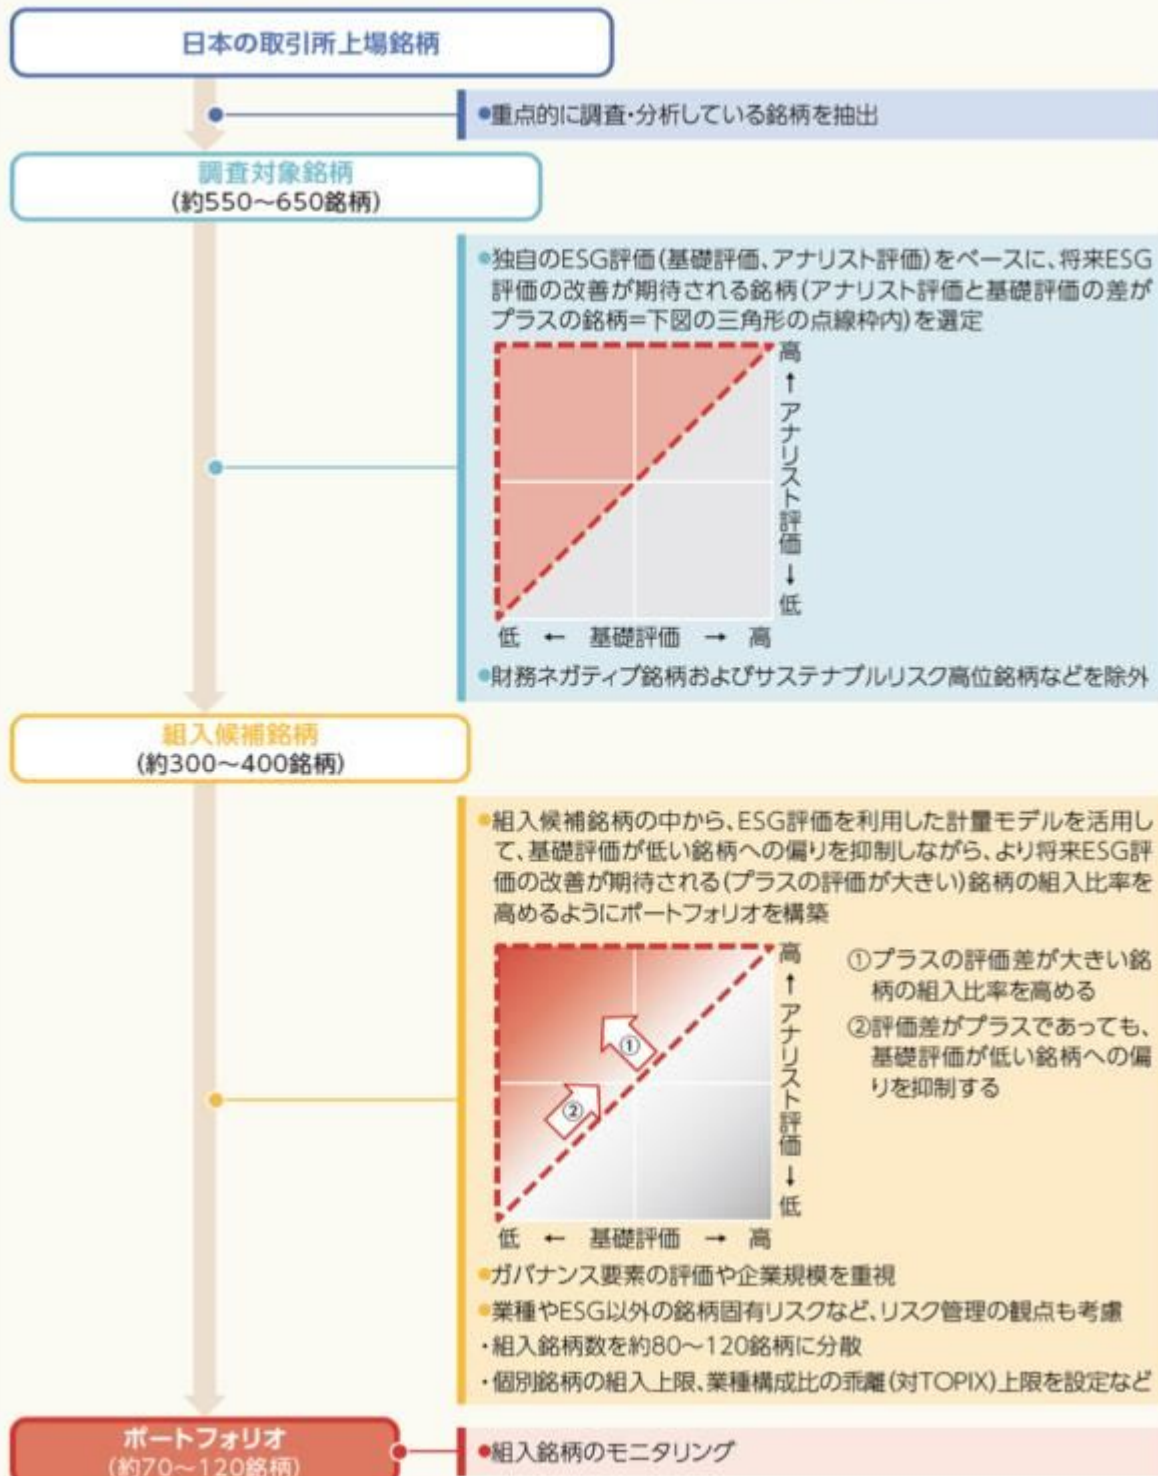 日本の取引所上場銘柄
●重点的に調査・分析している銘柄を抽出
調査対象銘柄
(約550～650銘柄)
●独自のESG評価(基礎評価、アナリスト評価)をベースに、将来ESG
評価の改善が期待される銘柄(アナリスト評価と基礎評価の差が
プラスの銘柄=下図の三角形の点線枠内)を選定
高
↑
アナリスト評価
↓
低
低 ← 基礎評価 → 高
●財務ネガティブ銘柄およびサステナブルリスク高位銘柄などを除外
組入候補銘柄
(約300～400銘柄)
●組入候補銘柄の中から、ESG評価を利用した計量モデルを活用し
て、基礎評価が低い銘柄への偏りを抑制しながら、より将来ESG評
価の改善が期待される(プラスの評価が大きい)銘柄の組入比率を
高めるようにポートフォリオを構築
①
②
高
↑
アナリスト評価
↓
低
低 ← 基礎評価 → 高
①プラスの評価差が大きい銘
柄の組入比率を高める
②評価差がプラスであっても、
基礎評価が低い銘柄への偏
りを抑制する
●ガバナンス要素の評価や企業規模を重視
●業種やESG以外の銘柄固有リスクなど、リスク管理の観点も考慮
・組入銘柄数を約80～120銘柄に分散
・個別銘柄の組入上限、業種構成比の乖離(対TOPIX)上限を設定など
ポートフォリオ
(約70～120銘柄)
●組入銘柄のモニタリング